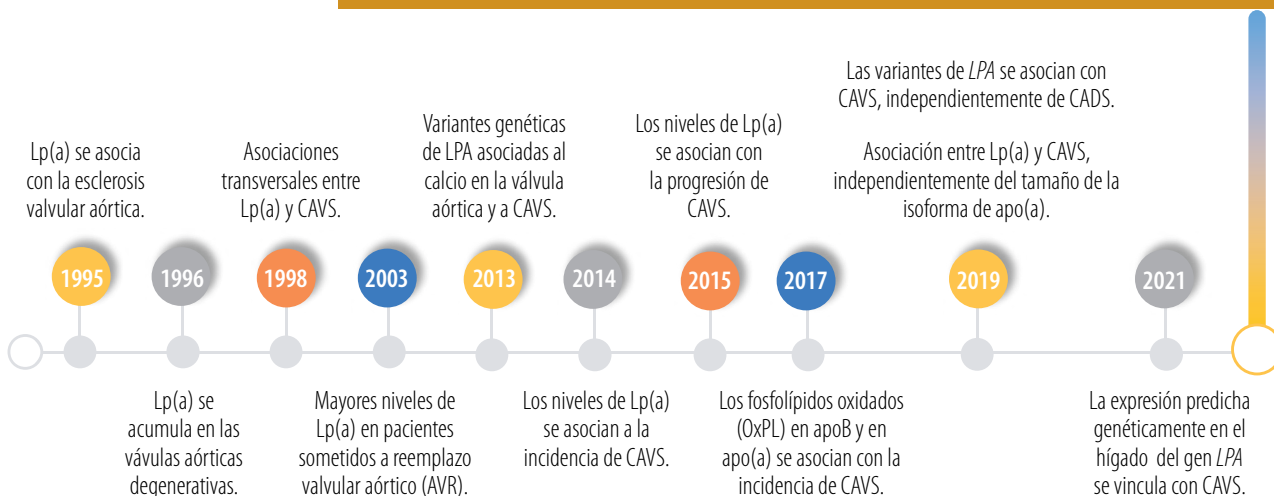 Lp(a) se asocia
con la esclerosis
valvular aórtica.
1995
1996
Lp(a) se
acumula en las
vávulas aórticas
degenerativas.
Asociaciones
transversales entre
Lp(a) y CAVS.
1998
2003
Mayores niveles de
Lp(a) en pacientes
sometidos a reemplazo
valvular aórtico (AVR).
Variantes genéticas
de LPA asociadas al
calcio en la válvula
aórtica y a CAVS.
2013
2014
Los niveles de Lp(a)
se asocian a la
incidencia de CAVS.
Los niveles de Lp(a)
se asocian con
la progresión de
CAVS.
2015
2017
Los fosfolípidos oxidados
(OxPL) en apoB y en
apo(a) se asocian con la
incidencia de CAVS.
Las variantes de LPA se asocian con
CAVS, independientemente de CADS.
Asociación entre Lp(a) y CAVS,
independientemente del tamaño de la
isoforma de apo(a).
2019
2021
La expresión predicha
genéticamente en el
hígado del gen LPA
se vincula con CAVS.